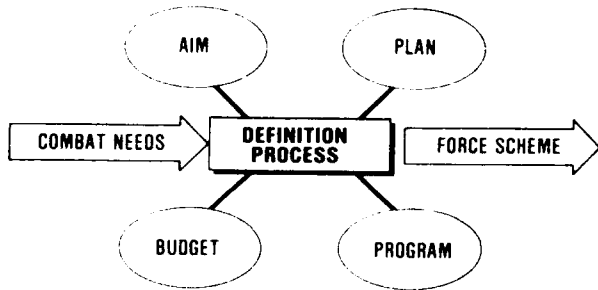 AIM
PLAN
COMBAT NEEDS
DEFINITION
PROCESS
FORCE SCHEME
BUDGET
PROGRAM